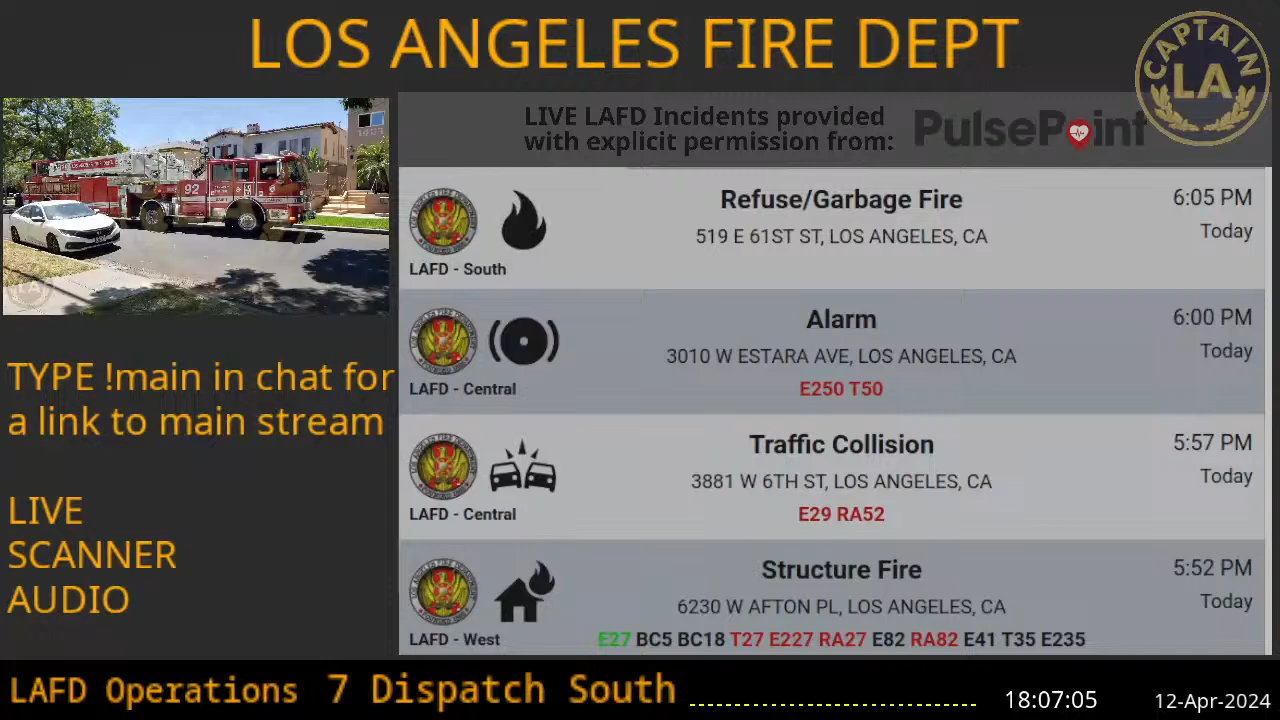 LOS ANGELES FIRE DEPT
CAPTAIN
LA
LIVE LAFD Incidents provided
with explicit permission from:
PulsePoint
92
Refuse/Garbage Fire
6:05 PM
519 E 61ST ST, LOS ANGELES, CA
Today
LAFD - South
Alarm
6:00 PM
3010 W ESTARA AVE, LOS ANGELES, CA
Today
LAFD - Central
E250 T50
Traffic Collision
5:57 PM
3881 W 6TH ST, LOS ANGELES, CA
Today
LAFD - Central
E29 RA52
Structure Fire
5:52 PM
6230 W AFTON PL, LOS ANGELES, CA
Today
LAFD - West
E27 BC5 BC18 T27 E227 RA27 E82 RA82 E41 T35 E235
TYPE !main in chat for
a link to main stream
LIVE
SCANNER
AUDIO
LAFD Operations 7 Dispatch South
18:07:05
12-Apr-2024